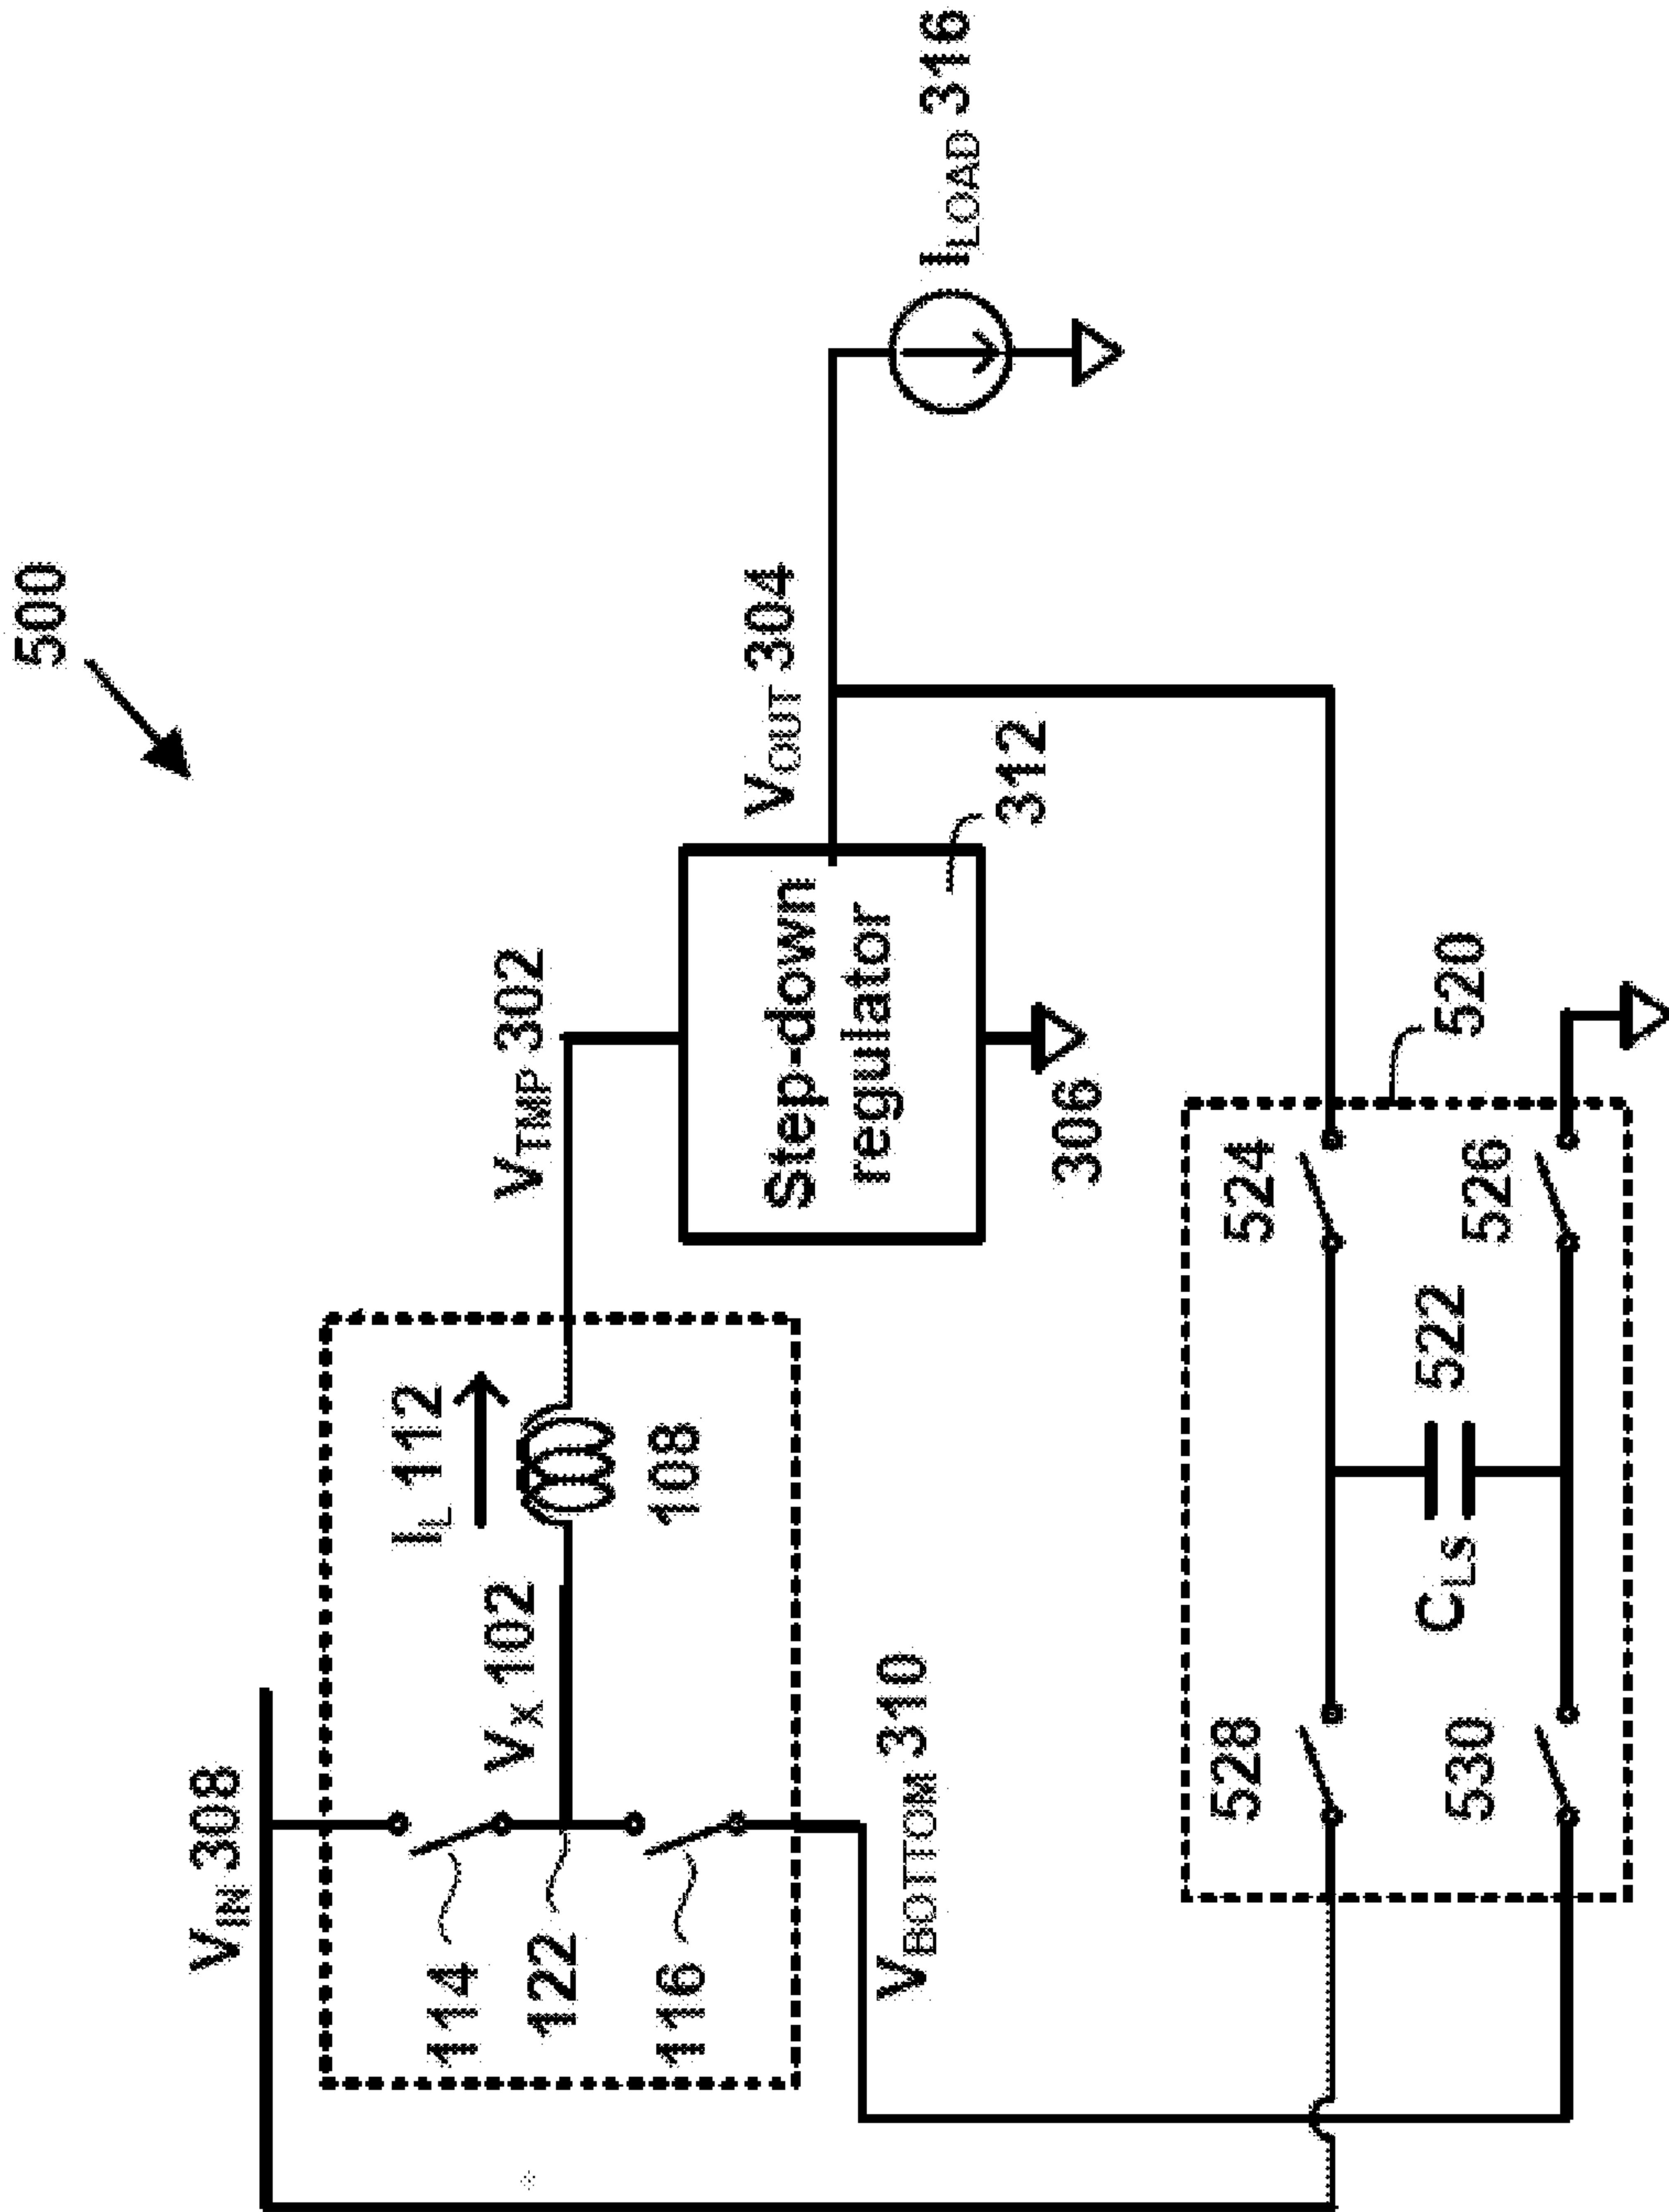 500
V_IN 308
I_L 112
V_X 102
V_TMP 302
114
122
108
116
V_OUT 304
Step-down
regulator
V_BOTTOM 310
I_LOAD 316
312
306
528
524
520
C_LS 522
530
526